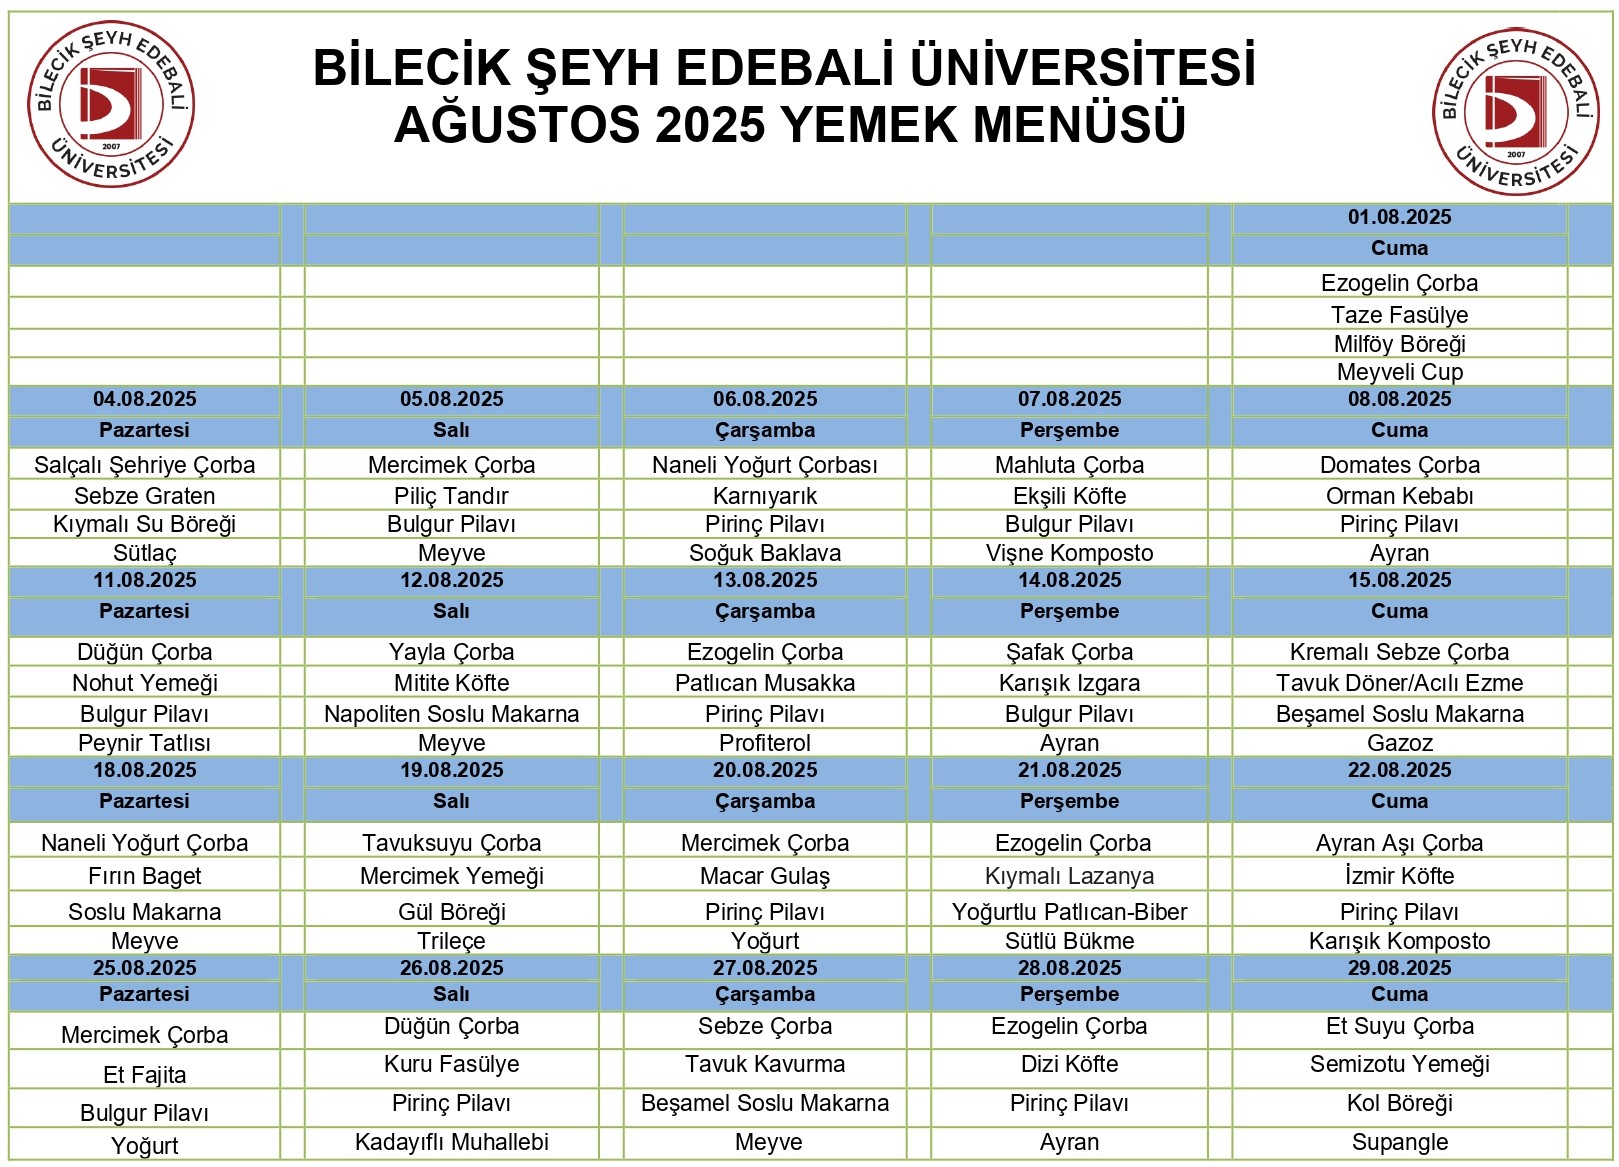 BİLECİK ŞEYH EDEBALİ ÜNİVERSİTESİ 2007
BİLECİK ŞEYH EDEBALİ ÜNİVERSİTESİ
AĞUSTOS 2025 YEMEK MENÜSÜ
BİLECİK ŞEYH EDEBALİ ÜNİVERSİTESİ 2007
01.08.2025
Cuma
Ezogelin Çorba
Taze Fasülye
Milföy Böreği
Meyveli Cup
04.08.2025 05.08.2025 06.08.2025 07.08.2025 08.08.2025
Pazartesi Salı Çarşamba Perşembe Cuma
Salçalı Şehriye Çorba Mercimek Çorba Naneli Yoğurt Çorbası Mahluta Çorba Domates Çorba
Sebze Graten Piliç Tandır Karnıyarık Ekşili Köfte Orman Kebabı
Kıymalı Su Böreği Bulgur Pilavı Pirinç Pilavı Bulgur Pilavı Pirinç Pilavı
Sütlaç Meyve Soğuk Baklava Vişne Komposto Ayran
11.08.2025 12.08.2025 13.08.2025 14.08.2025 15.08.2025
Pazartesi Salı Çarşamba Perşembe Cuma
Düğün Çorba Yayla Çorba Ezogelin Çorba Şafak Çorba Kremalı Sebze Çorba
Nohut Yemeği Mitite Köfte Patlıcan Musakka Karışık Izgara Tavuk Döner/Acılı Ezme
Bulgur Pilavı Napoliten Soslu Makarna Pirinç Pilavı Bulgur Pilavı Beşamel Soslu Makarna
Peynir Tatlısı Meyve Profiterol Ayran Gazoz
18.08.2025 19.08.2025 20.08.2025 21.08.2025 22.08.2025
Pazartesi Salı Çarşamba Perşembe Cuma
Naneli Yoğurt Çorba Tavuksuyu Çorba Mercimek Çorba Ezogelin Çorba Ayran Aşı Çorba
Fırın Baget Mercimek Yemeği Macar Gulaş Kıymalı Lazanya İzmir Köfte
Soslu Makarna Gül Böreği Pirinç Pilavı Yoğurtlu Patlıcan-Biber Pirinç Pilavı
Meyve Trileçe Yoğurt Sütlü Bükme Karışık Komposto
25.08.2025 26.08.2025 27.08.2025 28.08.2025 29.08.2025
Pazartesi Salı Çarşamba Perşembe Cuma
Mercimek Çorba Düğün Çorba Sebze Çorba Ezogelin Çorba Et Suyu Çorba
Et Fajita Kuru Fasülye Tavuk Kavurma Dizi Köfte Semizotu Yemeği
Bulgur Pilavı Pirinç Pilavı Beşamel Soslu Makarna Pirinç Pilavı Kol Böreği
Yoğurt Kadayıflı Muhallebi Meyve Ayran Supangle